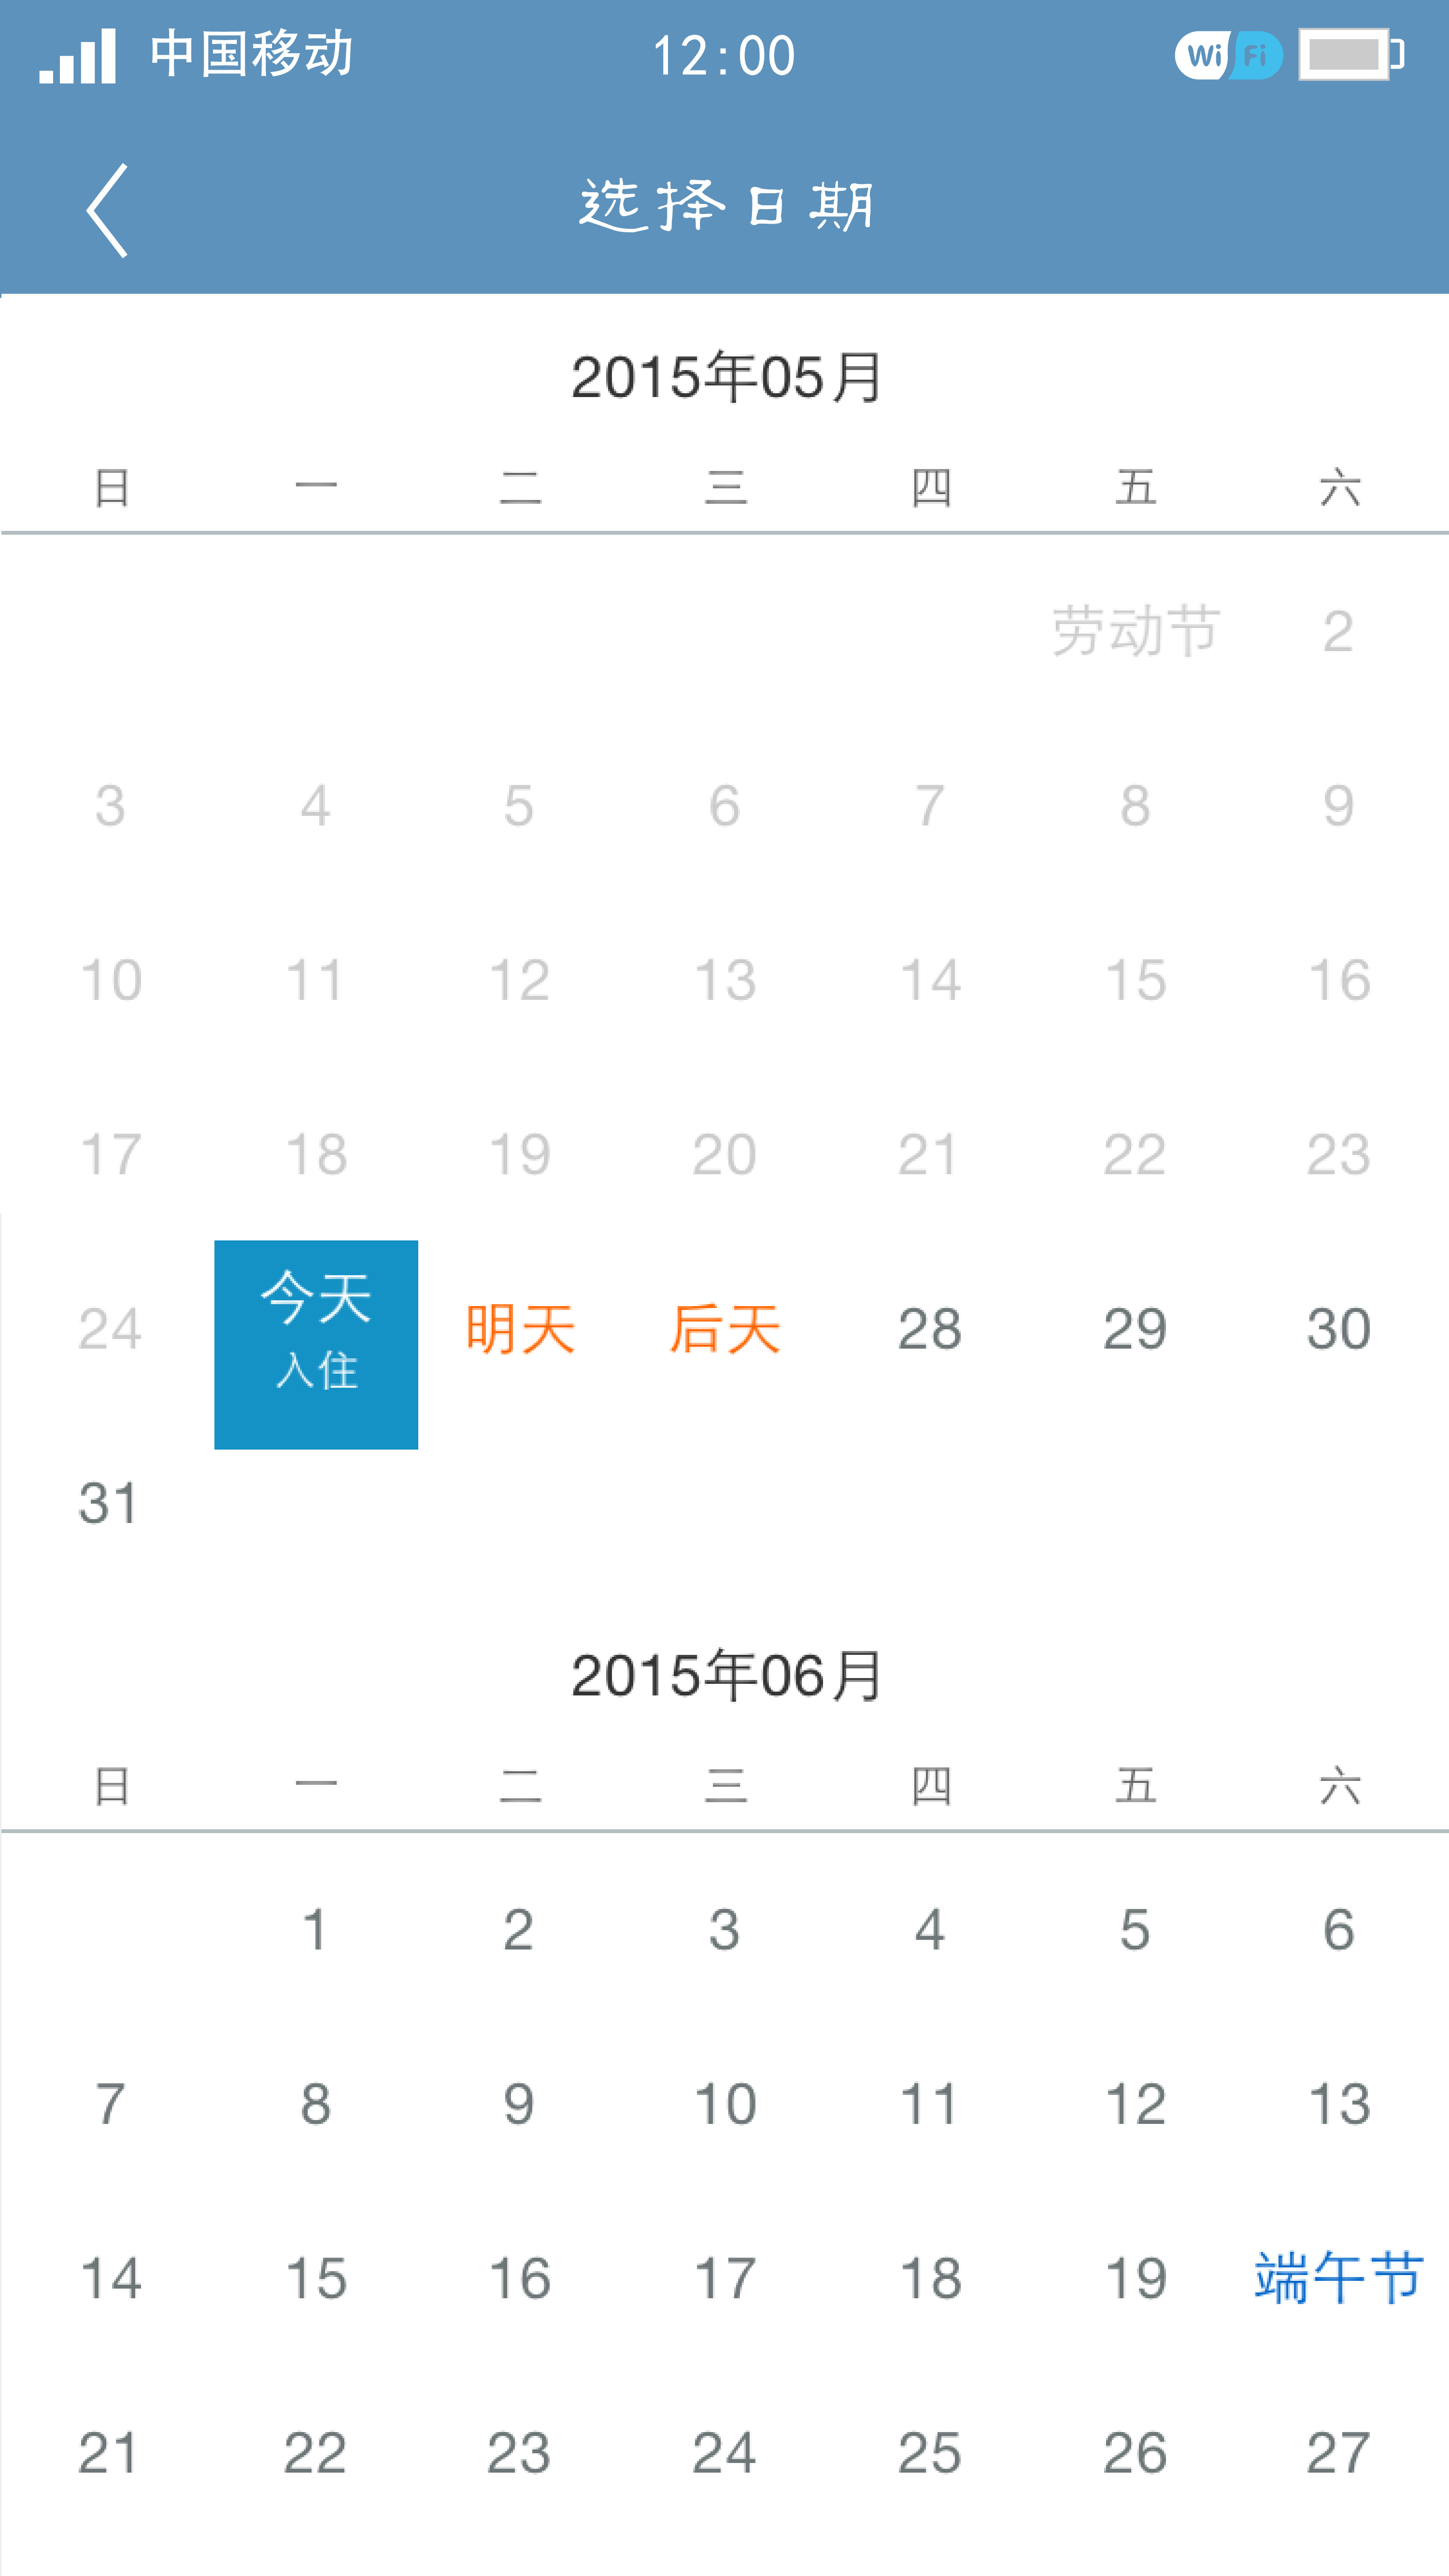 中国移动 12:00 Wi Fi
选择日期
2015年05月
日 一 二 三 四 五 六
劳动节 2
3 4 5 6 7 8 9
10 11 12 13 14 15 16
17 18 19 20 21 22 23
24 今天 明天 后天 28 29 30
入住
31
2015年06月
日 一 二 三 四 五 六
1 2 3 4 5 6
7 8 9 10 11 12 13
14 15 16 17 18 19 端午节
21 22 23 24 25 26 27